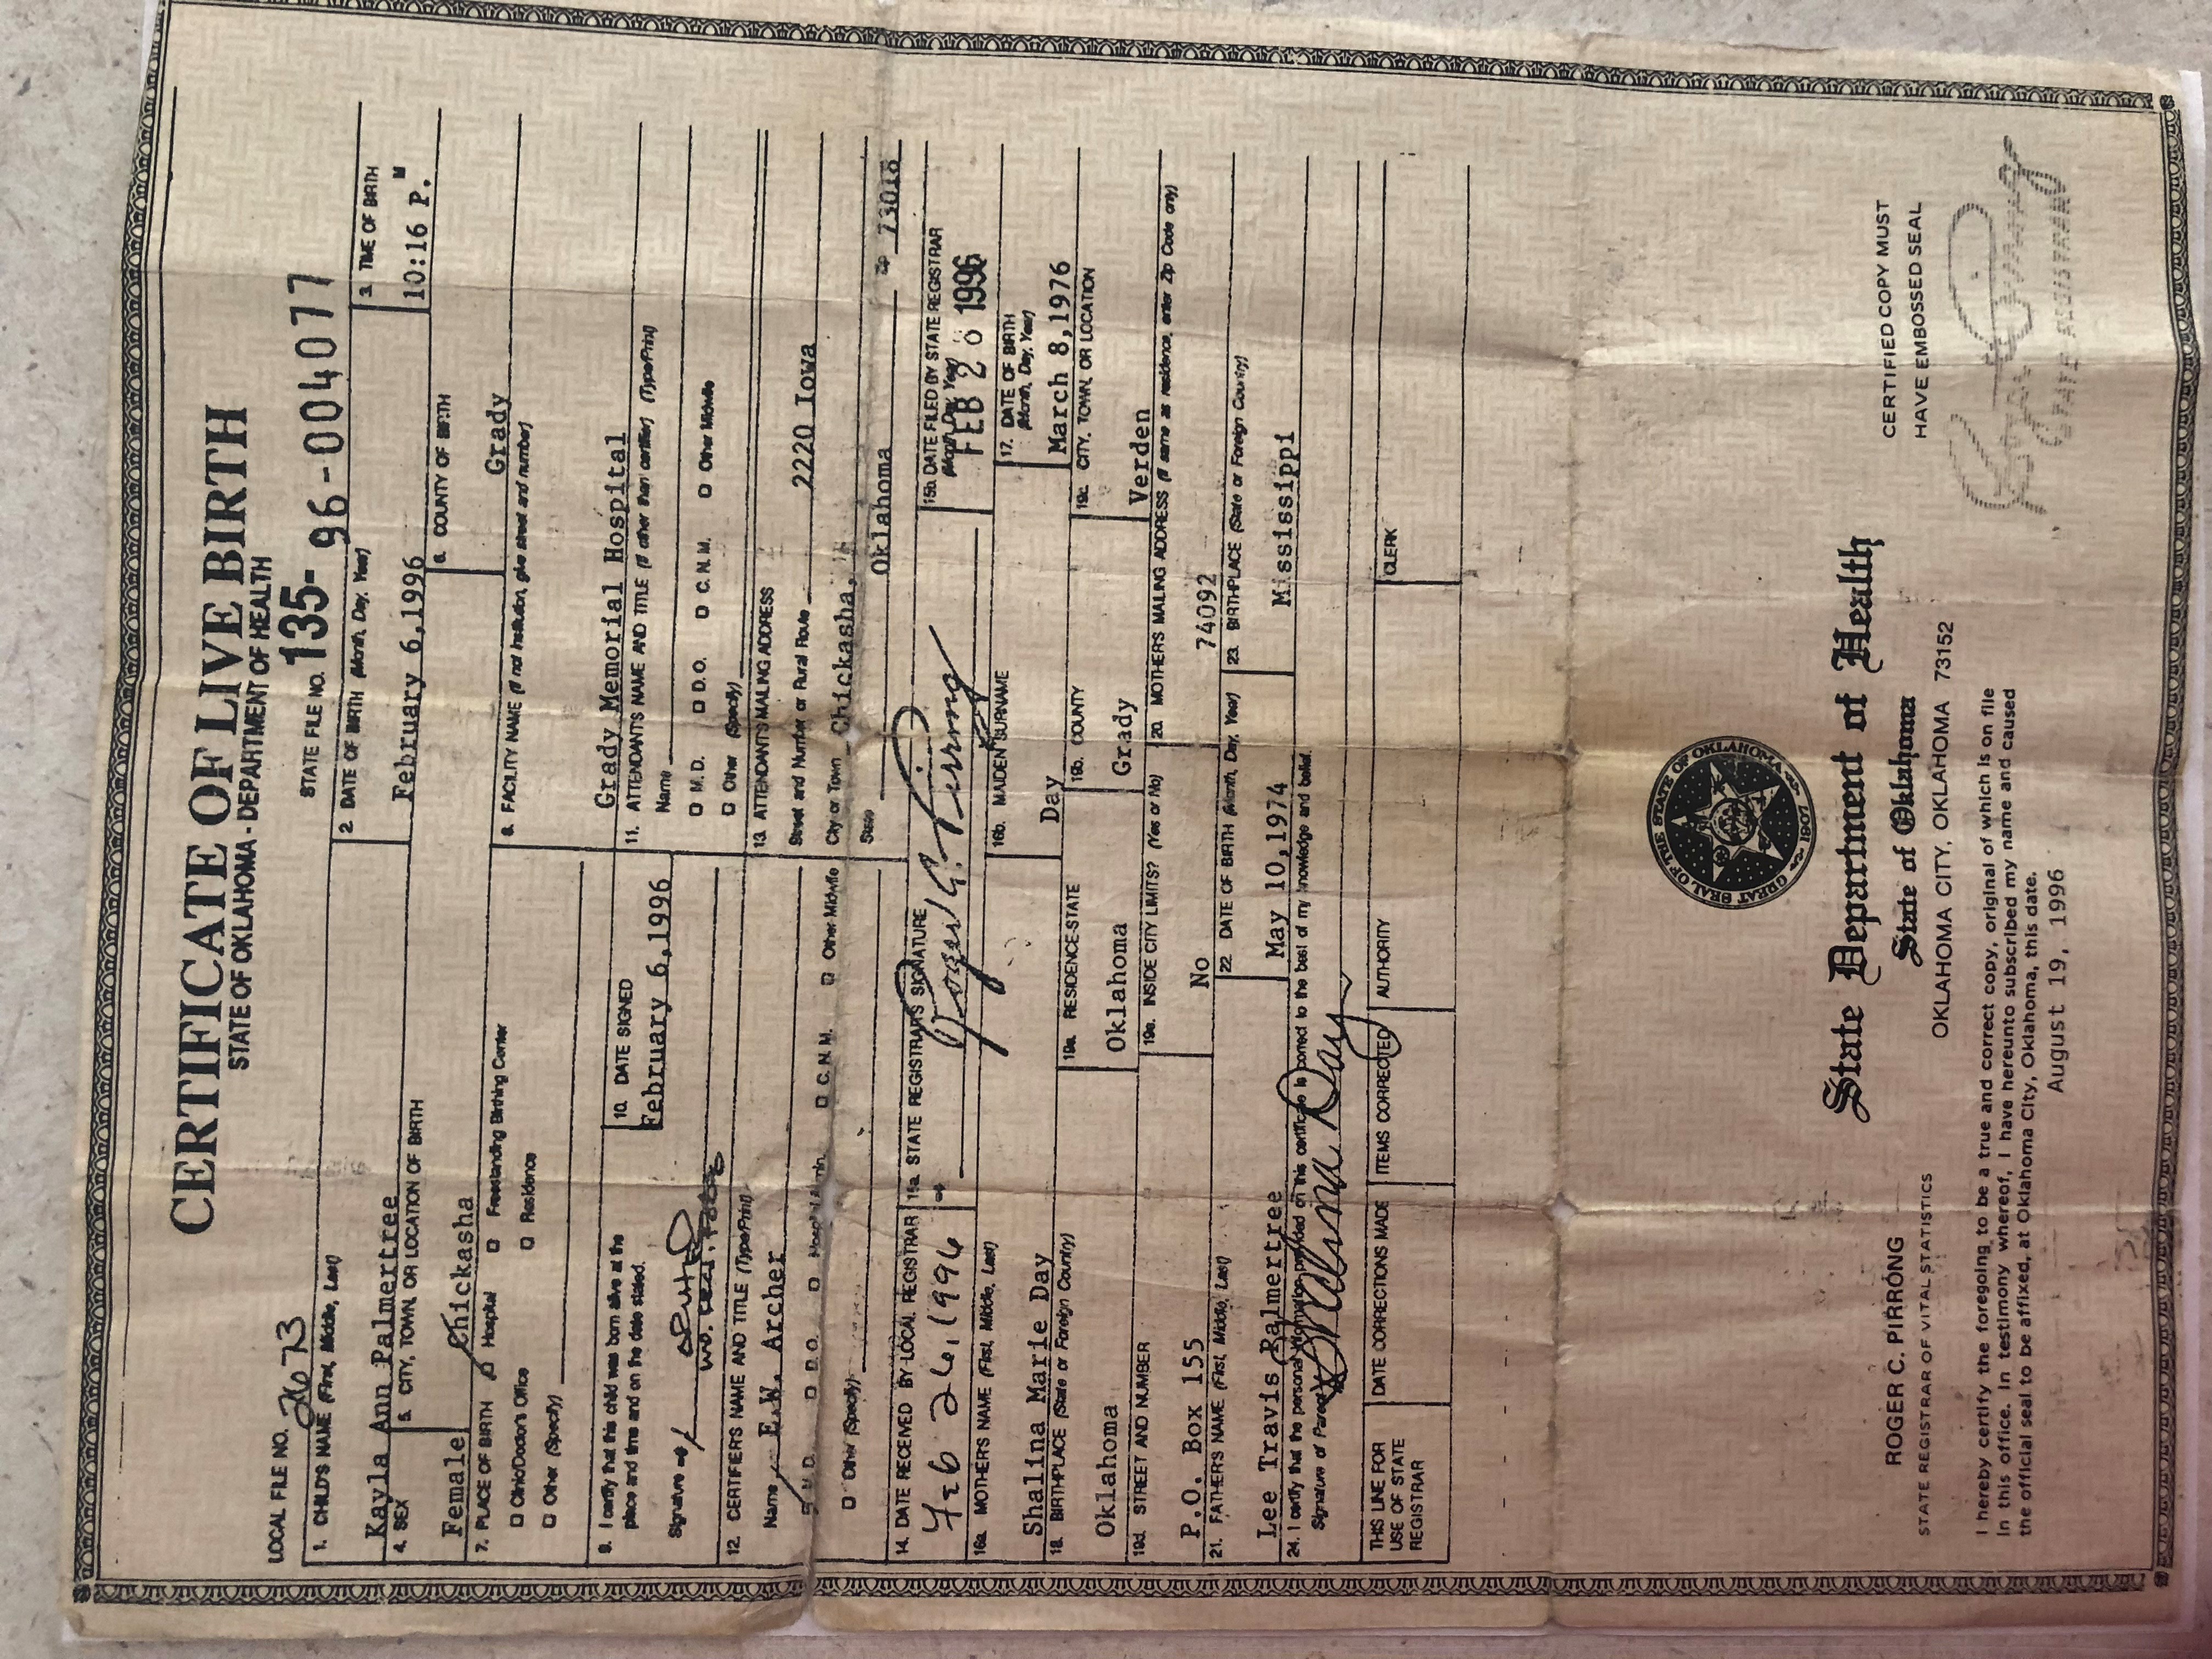 CERTIFICATE OF LIVE BIRTH
STATE OF OKLAHOMA - DEPARTMENT OF HEALTH
LOCAL FILE NO.
STATE FILE NO. 135- 96-004077
1. CHILD'S NAME (First, Middle, Last)
Kayla Ann Palmertree
2. DATE OF BIRTH (Month, Day, Year)
February 6,1996
3. TIME OF BIRTH
10:16 P. M
4. SEX
Female
5. CITY, TOWN, OR LOCATION OF BIRTH
Chickasha
6. COUNTY OF BIRTH
Grady
7. PLACE OF BIRTH Hospital Freestanding Birthing Center
Clinic/Doctor's Office Residence
Other (Specify)
8. FACILITY NAME (If not institution, give street and number)
Grady Memorial Hospital
9. I certify that this child was born alive at the
place and time and on the date stated.
Signature
10. DATE SIGNED
February 6,1996
11. ATTENDANT'S NAME AND TITLE (If other than certifier) (Type/Print)
Name
M.D. D.O. C.N.M. Other Midwife
Other (Specify)
12. CERTIFIER'S NAME AND TITLE (Type/Print)
Name E.W. Archer
M.D. D.O. Hospital Admin. C.N.M. Other Midwife
Other (Specify)
13. ATTENDANT'S MAILING ADDRESS
Street and Number or Rural Route 2220 Iowa
City or Town Chickasha,
State Oklahoma Zip 73018
14. DATE RECEIVED BY LOCAL REGISTRAR
Feb 26, 1996
15a. STATE REGISTRAR'S SIGNATURE
Roger C. Pirrong
15b. DATE FILED BY STATE REGISTRAR
(Month, Day, Year)
FEB 2 1996
16a. MOTHER'S NAME (First, Middle, Last)
Shalina Marie Day
16b. MAIDEN SURNAME
Day
17. DATE OF BIRTH
(Month, Day, Year)
March 8,1976
18. BIRTHPLACE (State or Foreign Country)
Oklahoma
19a. RESIDENCE-STATE
Oklahoma
19b. COUNTY
Grady
19c. CITY, TOWN, OR LOCATION
Verden
19d. STREET AND NUMBER
P.O. Box 155
19e. INSIDE CITY LIMITS? (Yes or No)
No
20. MOTHER'S MAILING ADDRESS (If same as residence, enter Zip Code only)
74092
21. FATHER'S NAME (First, Middle, Last)
Lee Travis Palmertree
22. DATE OF BIRTH (Month, Day, Year)
May 10,1974
23. BIRTHPLACE (State or Foreign Country)
Mississippi
24. I certify that the personal information provided on this certificate is correct to the best of my knowledge and belief.
Signature of Parent Shalina Day
THIS LINE FOR
USE OF STATE
REGISTRAR
DATE CORRECTIONS MADE
ITEMS CORRECTED
AUTHORITY
CLERK
GREAT SEAL OF THE STATE OF OKLAHOMA 1907
State Department of Health
State of Oklahoma
OKLAHOMA CITY, OKLAHOMA 73152
ROGER C. PIRRONG
STATE REGISTRAR OF VITAL STATISTICS
CERTIFIED COPY MUST
HAVE EMBOSSED SEAL
I hereby certify the foregoing to be a true and correct copy, original of which is on file
in this office. In testimony whereof, I have hereunto subscribed my name and caused
the official seal to be affixed, at Oklahoma City, Oklahoma, this date.
August 19, 1996
STATE REGISTRAR